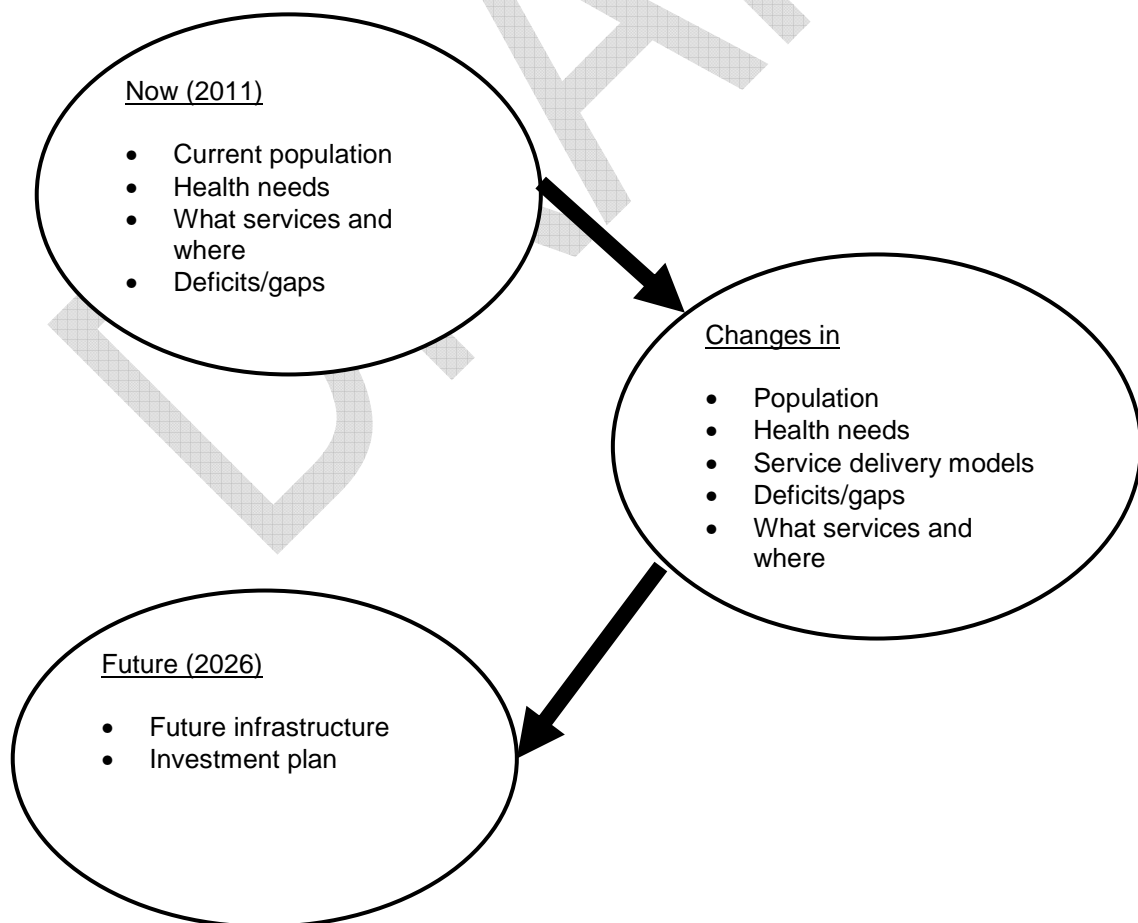 Now (2011)
• Current population
• Health needs
• What services and
where
• Deficits/gaps
Changes in
• Population
• Health needs
• Service delivery models
• Deficits/gaps
• What services and
where
Future (2026)
• Future infrastructure
• Investment plan